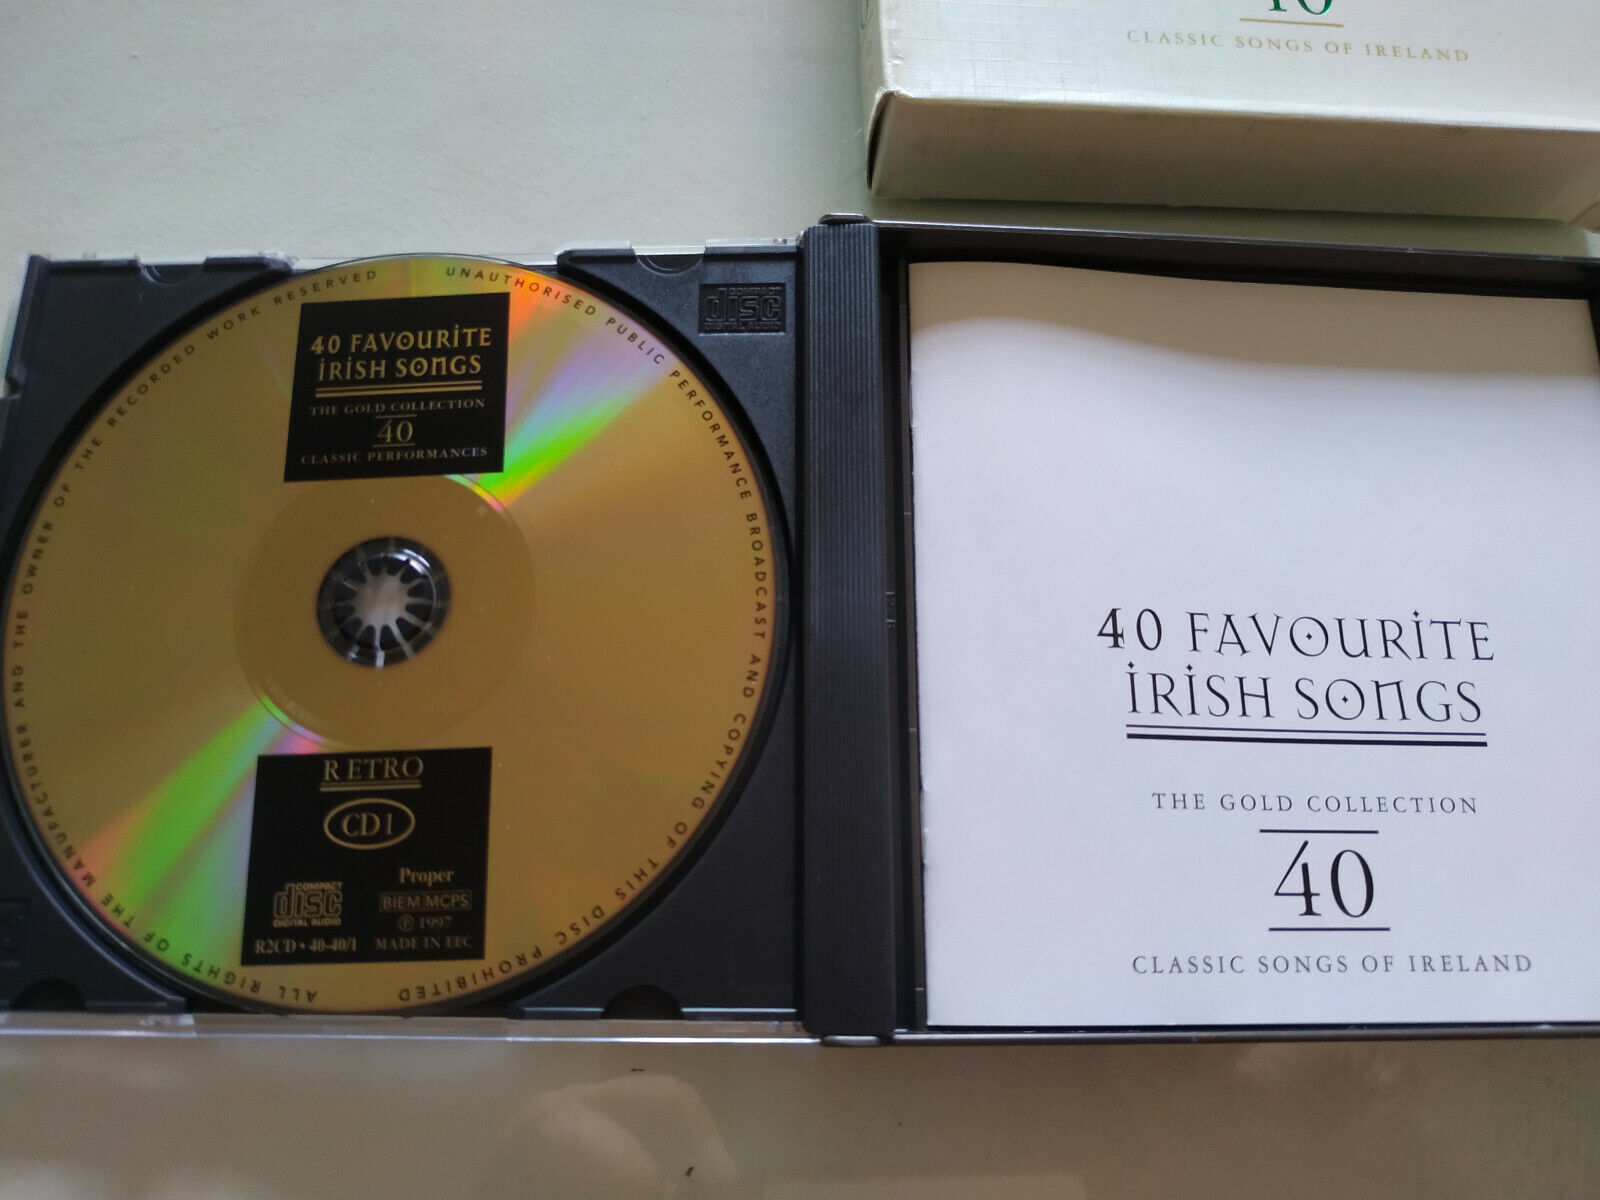 CLASSIC SONGS OF IRELAND
UNAUTHORISED PUBLIC PERFORMANCE BROADCAST AND COPYING OF THIS DISC PROHIBITED
ALL RIGHTS OF THE MANUFACTURER AND THE OWNER OF THE RECORDED WORK RESERVED
40 FAVOURITE
IRISH SONGS
THE GOLD COLLECTION
40
CLASSIC PERFORMANCES
RETRO
CD 1
COMPACT
disc
DIGITAL AUDIO
R2CD • 40-40/1
Proper
BIEM/MCPS
℗ 1997
MADE IN EEC
COMPACT
disc
DIGITAL AUDIO
40 FAVOURITE
IRISH SONGS
THE GOLD COLLECTION
40
CLASSIC SONGS OF IRELAND